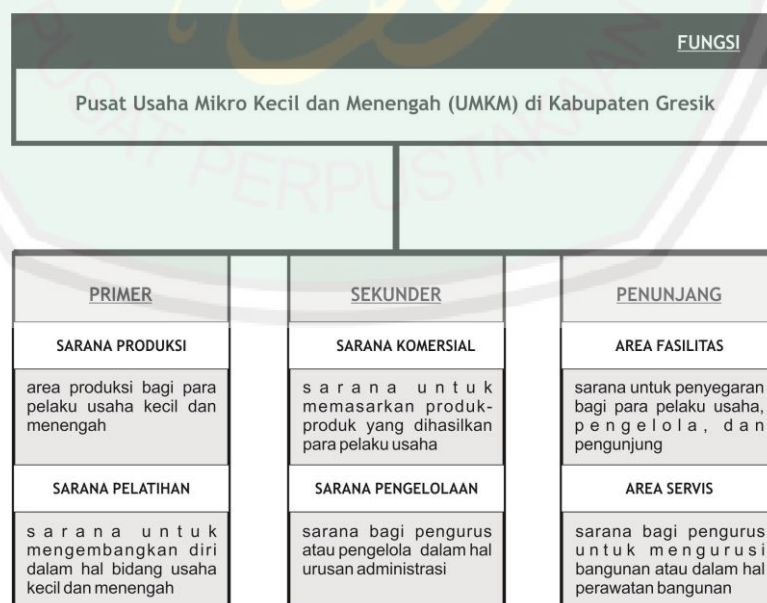 FUNGSI
Pusat Usaha Mikro Kecil dan Menengah (UMKM) di Kabupaten Gresik
PUSAT PERPUSTAKAAN
PRIMER
SARANA PRODUKSI
area produksi bagi para
pelaku usaha kecil dan
menengah
SARANA PELATIHAN
sarana untuk
mengembangkan diri
dalam hal bidang usaha
kecil dan menengah
SEKUNDER
SARANA KOMERSIAL
sarana untuk
memasarkan produk-
produk yang dihasilkan
para pelaku usaha
SARANA PENGELOLAAN
sarana bagi pengurus
atau pengelola dalam hal
urusan administrasi
PENUNJANG
AREA FASILITAS
sarana untuk penyegaran
bagi para pelaku usaha,
pengelola, dan
pengunjung
AREA SERVIS
sarana bagi pengurus
untuk mengurusi
bangunan atau dalam hal
perawatan bangunan